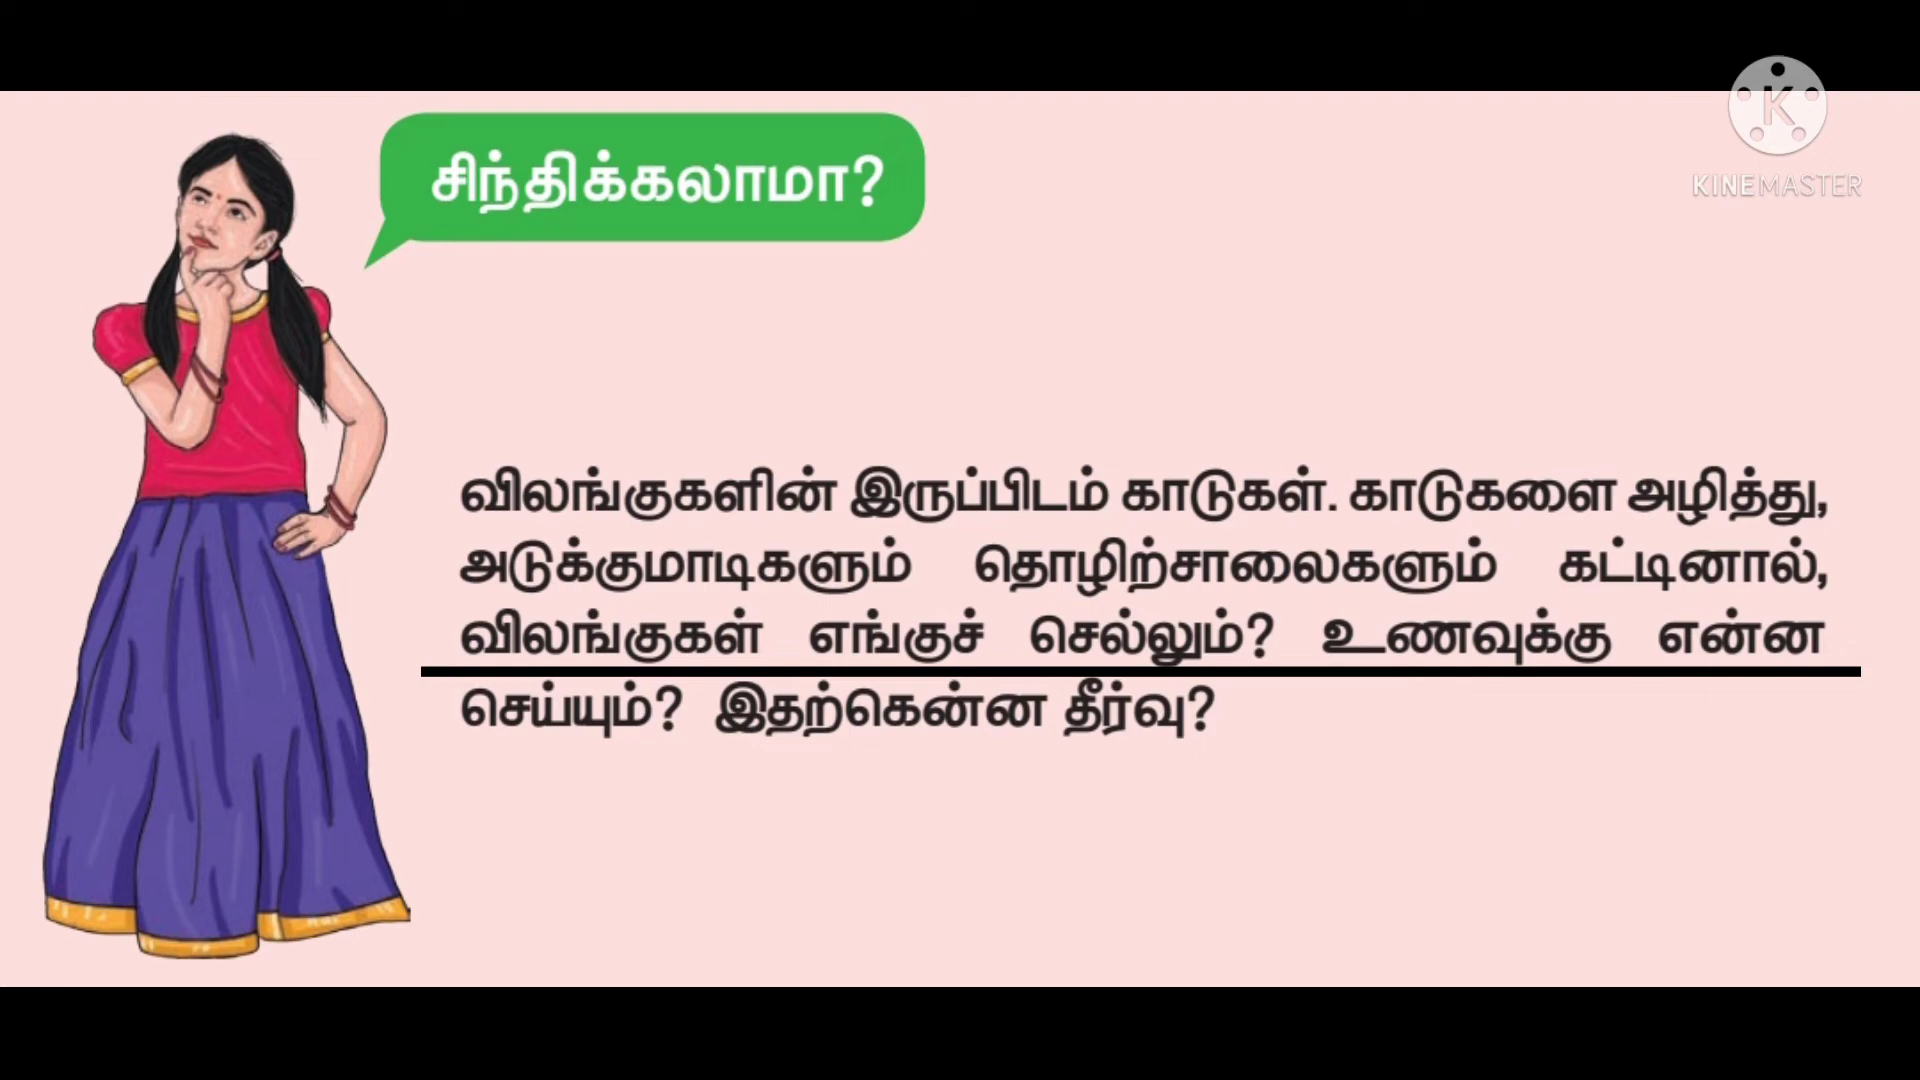 K
KINEMASTER
சிந்திக்கலாமா?
விலங்குகளின் இருப்பிடம் காடுகள். காடுகளை அழித்து,
அடுக்குமாடிகளும் தொழிற்சாலைகளும் கட்டினால்,
விலங்குகள் எங்குச் செல்லும்? உணவுக்கு என்ன
செய்யும்? இதற்கென்ன தீர்வு?